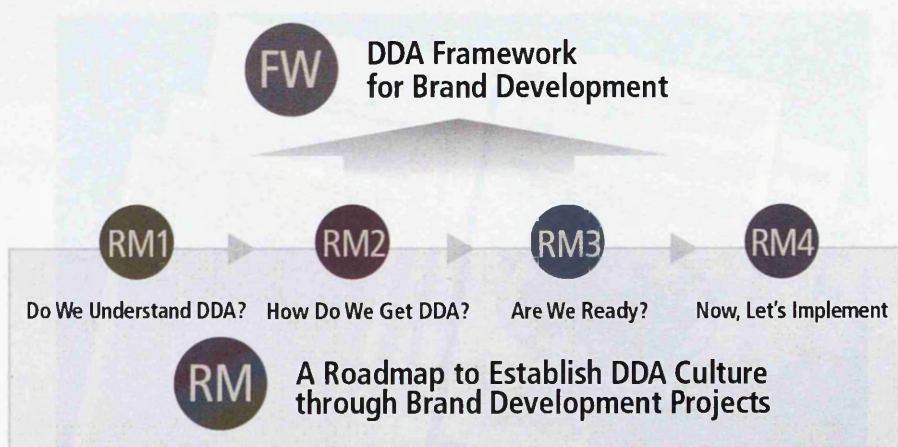 FW
DDA Framework
for Brand Development
RM1
RM2
RM3
RM4
Do We Understand DDA?
How Do We Get DDA?
Are We Ready?
Now, Let's Implement
RM
A Roadmap to Establish DDA Culture
through Brand Development Projects